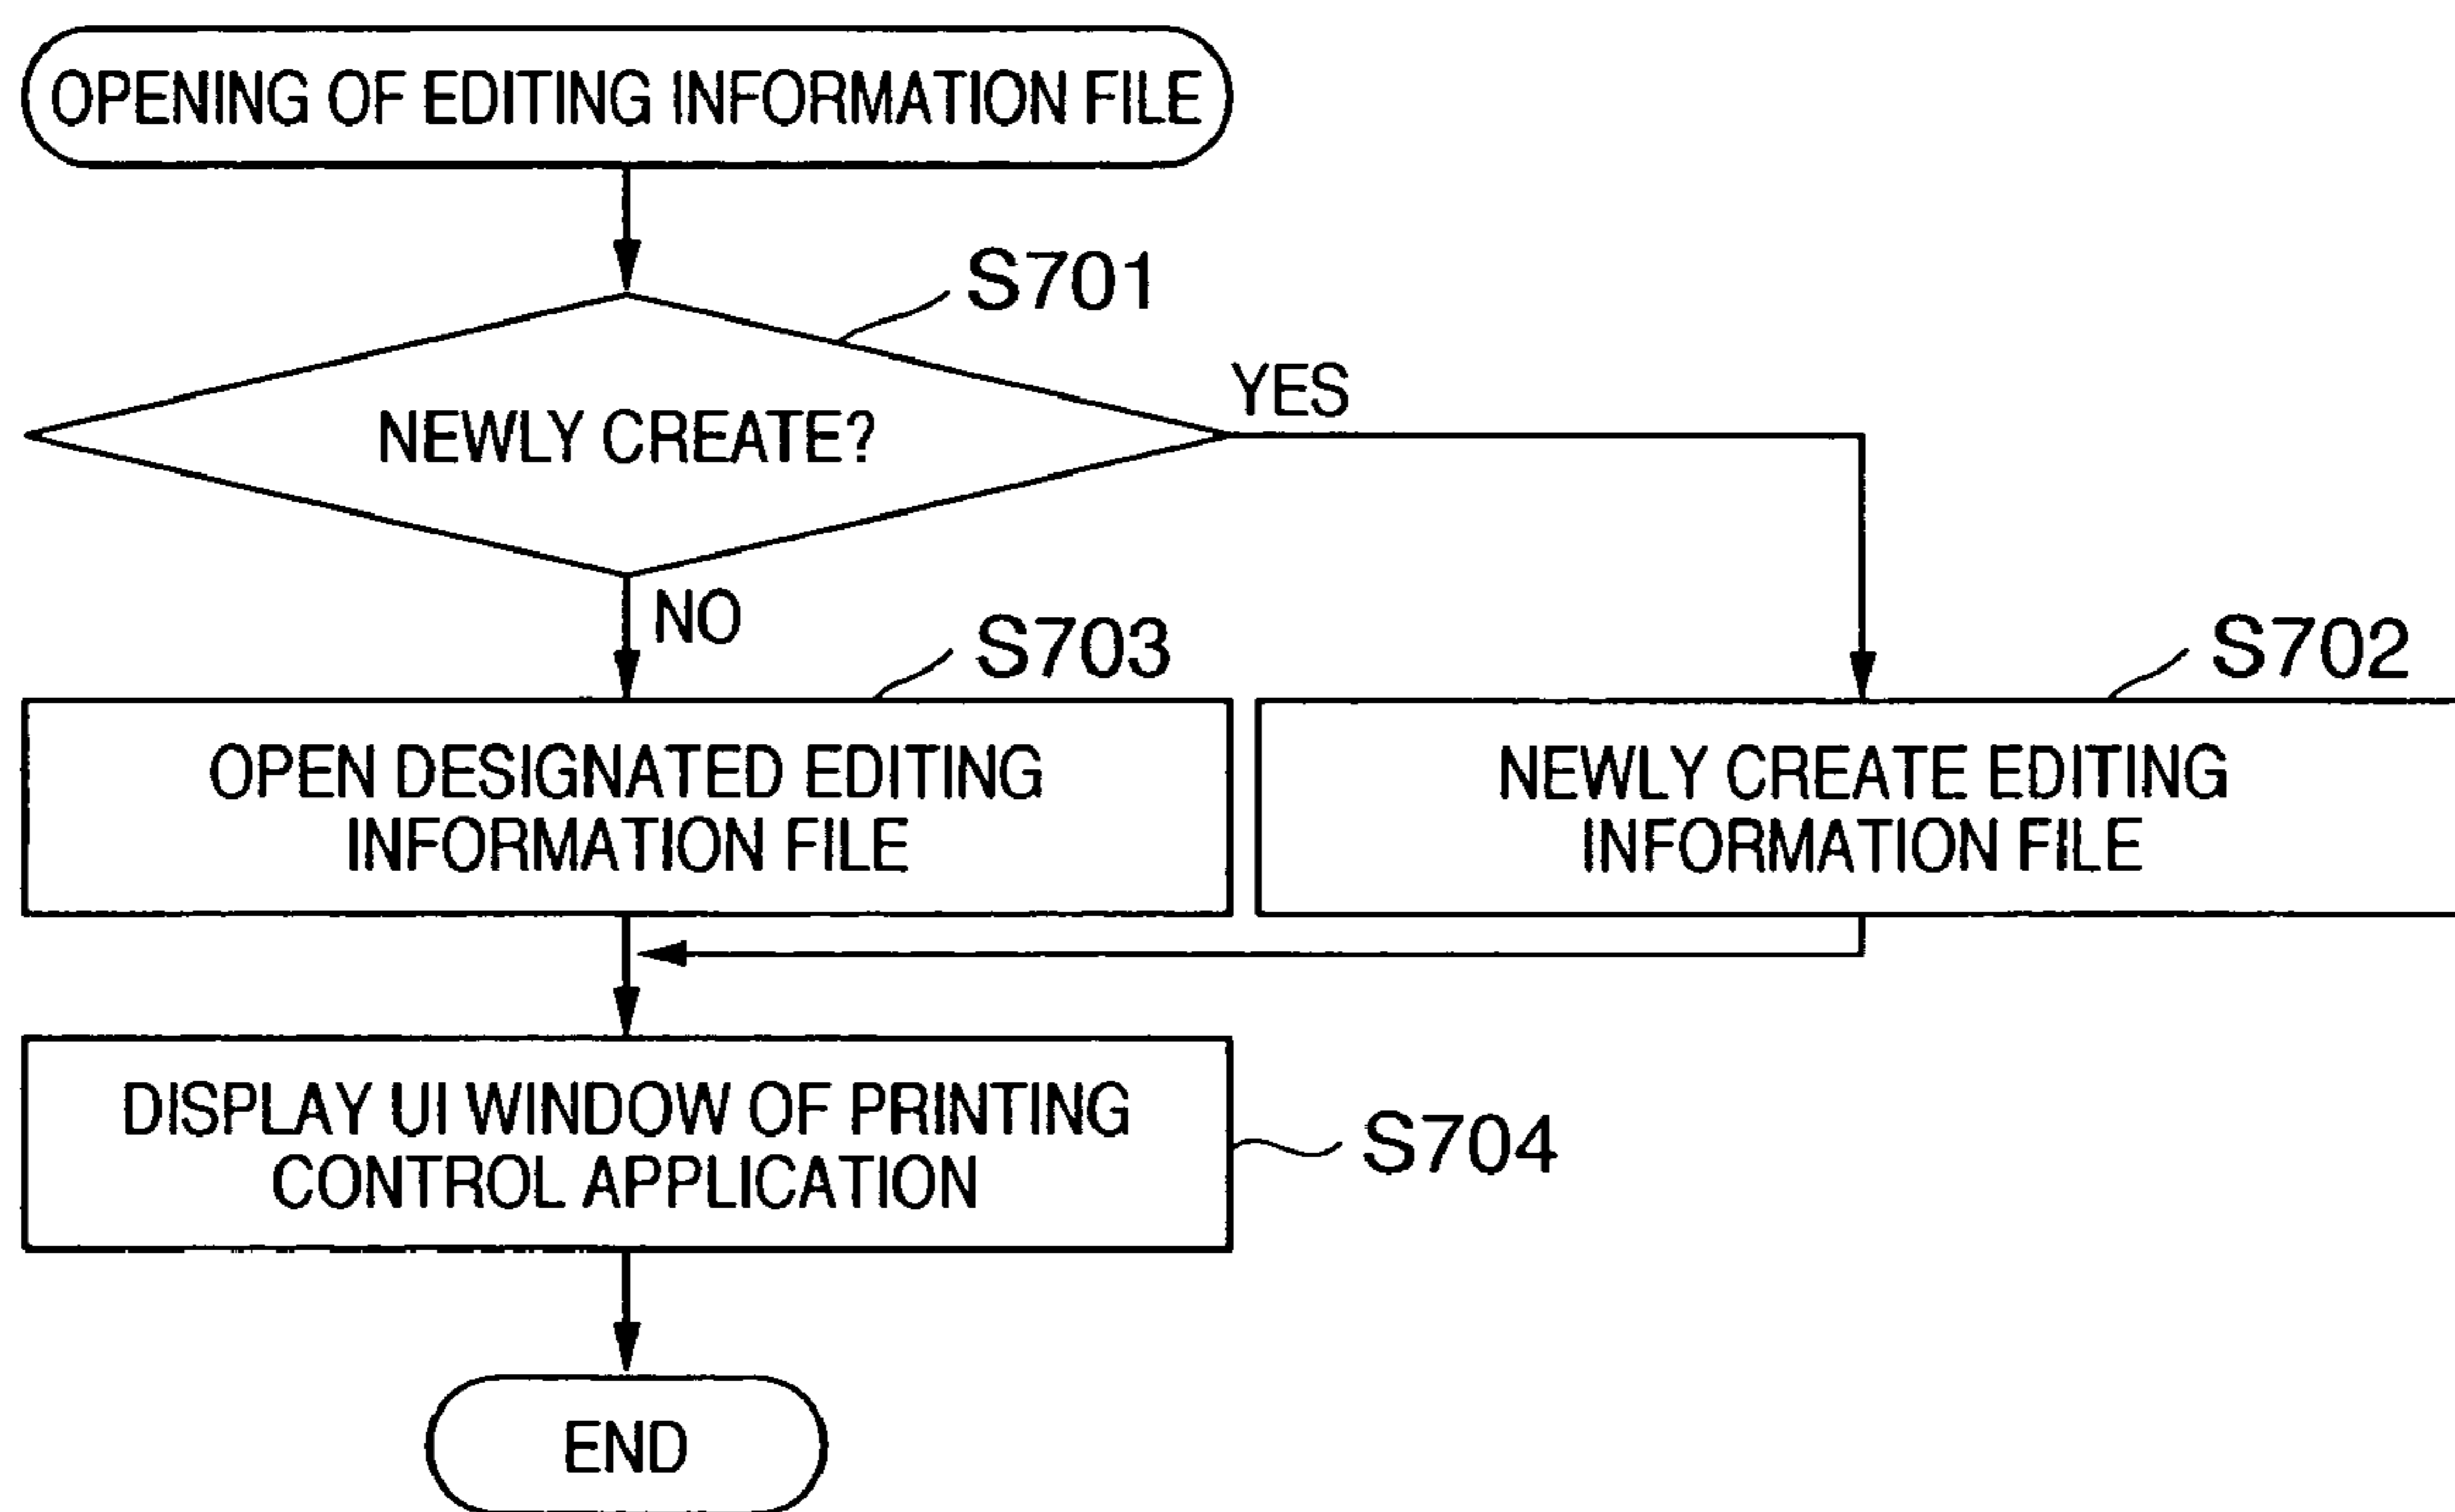 OPENING OF EDITING INFORMATION FILE
S701
NEWLY CREATE?
YES
NO
S703
S702
OPEN DESIGNATED EDITING
INFORMATION FILE
NEWLY CREATE EDITING
INFORMATION FILE
DISPLAY UI WINDOW OF PRINTING
CONTROL APPLICATION
S704
END